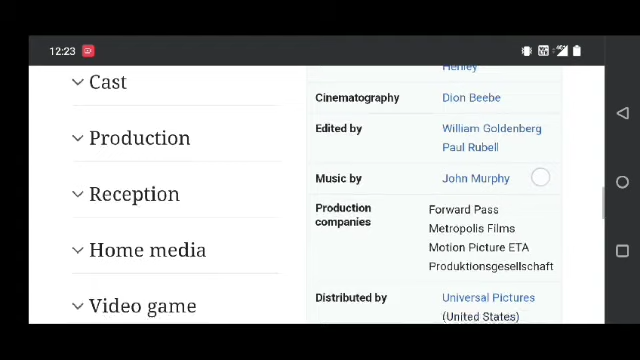 12:23
Cast
Production
Reception
Home media
Video game
Henley
Cinematography Dion Beebe
Edited by William Goldenberg
Paul Rubell
Music by John Murphy
Production companies Forward Pass
Metropolis Films
Motion Picture ETA
Produktionsgesellschaft
Distributed by Universal Pictures
(United States)